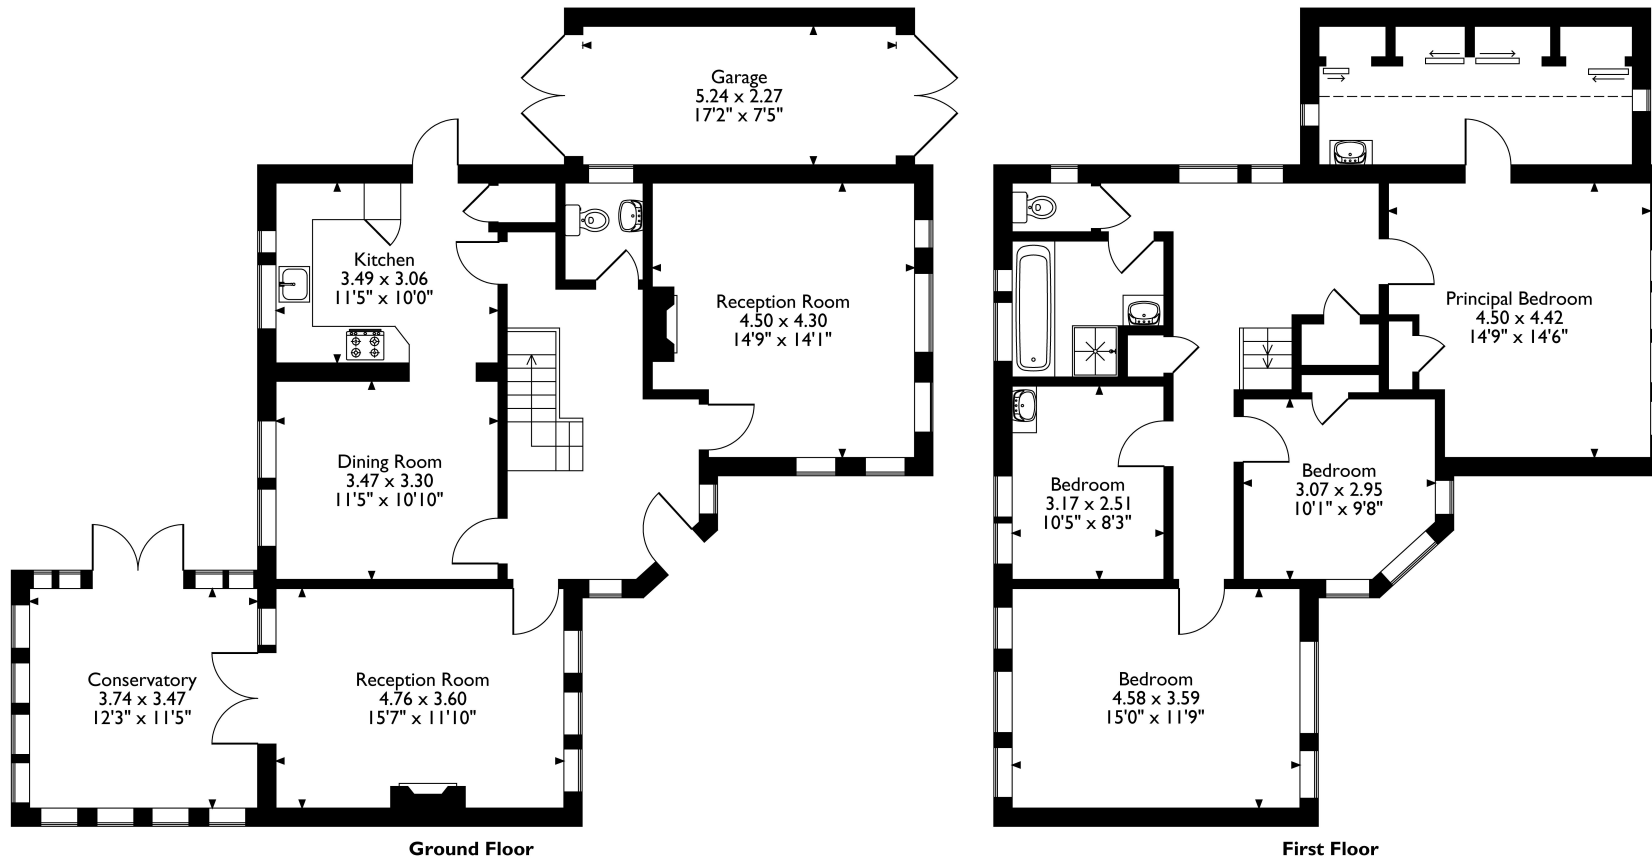 Garage
5.24 x 2.27
17'2" x 7'5"
Kitchen
3.49 x 3.06
11'5" x 10'0"
Reception Room
4.50 x 4.30
14'9" x 14'1"
Dining Room
3.47 x 3.30
11'5" x 10'10"
Conservatory
3.74 x 3.47
12'3" x 11'5"
Reception Room
4.76 x 3.60
15'7" x 11'10"
Ground Floor
Principal Bedroom
4.50 x 4.42
14'9" x 14'6"
Bedroom
3.17 x 2.51
10'5" x 8'3"
Bedroom
3.07 x 2.95
10'1" x 9'8"
Bedroom
4.58 x 3.59
15'0" x 11'9"
First Floor